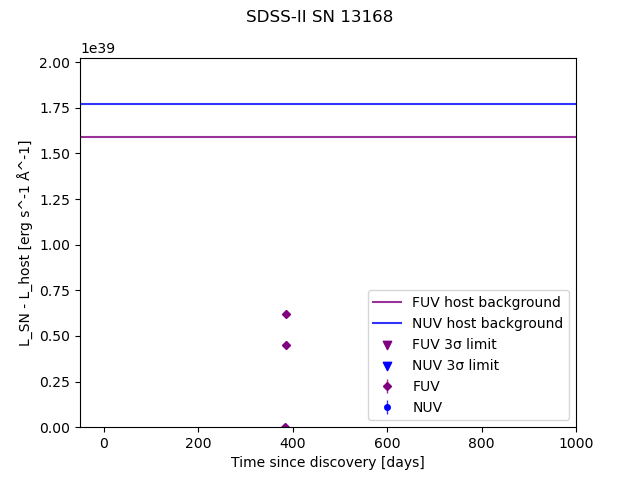 SDSS-II SN 13168
1e39
2.00
1.75
1.50
1.25
1.00
0.75
0.50
0.25
0.00
L_SN - L_host [erg s^-1 Å^-1]
FUV host background
NUV host background
FUV 3σ limit
NUV 3σ limit
FUV
NUV
0 200 400 600 800 1000
Time since discovery [days]